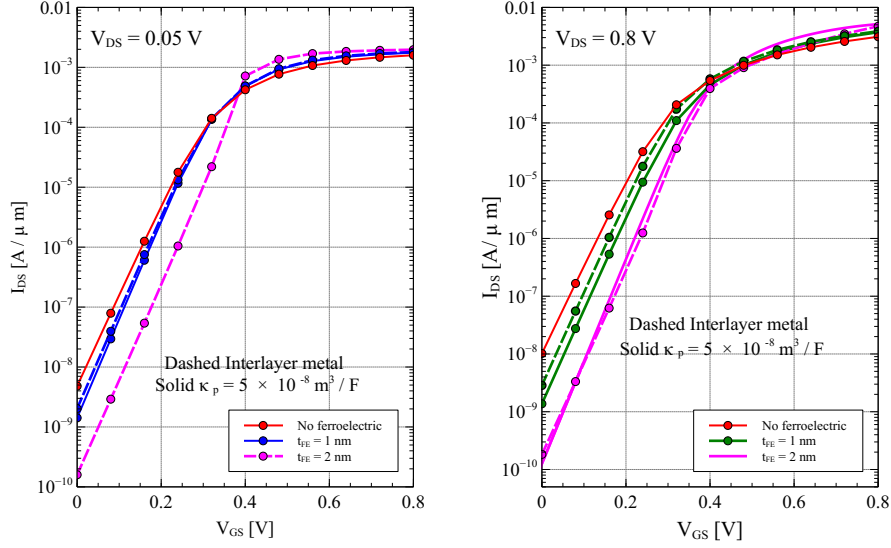 0.01
V_DS = 0.05 V
10^−3
10^−4
10^−5
10^−6
10^−7
10^−8
10^−9
10^−10
I_DS [A / μ m]
Dashed Interlayer metal
Solid κ_p = 5 × 10^-8 m^3 / F
No ferroelectric
t_FE = 1 nm
t_FE = 2 nm
0 0.2 0.4 0.6 0.8
V_GS [V]
0.01
V_DS = 0.8 V
10^−3
10^−4
10^−5
10^−6
10^−7
10^−8
10^−9
10^−10
I_DS [A / μ m]
Dashed Interlayer metal
Solid κ_p = 5 × 10^-8 m^3 / F
No ferroelectric
t_FE = 1 nm
t_FE = 2 nm
0 0.2 0.4 0.6 0.8
V_GS [V]